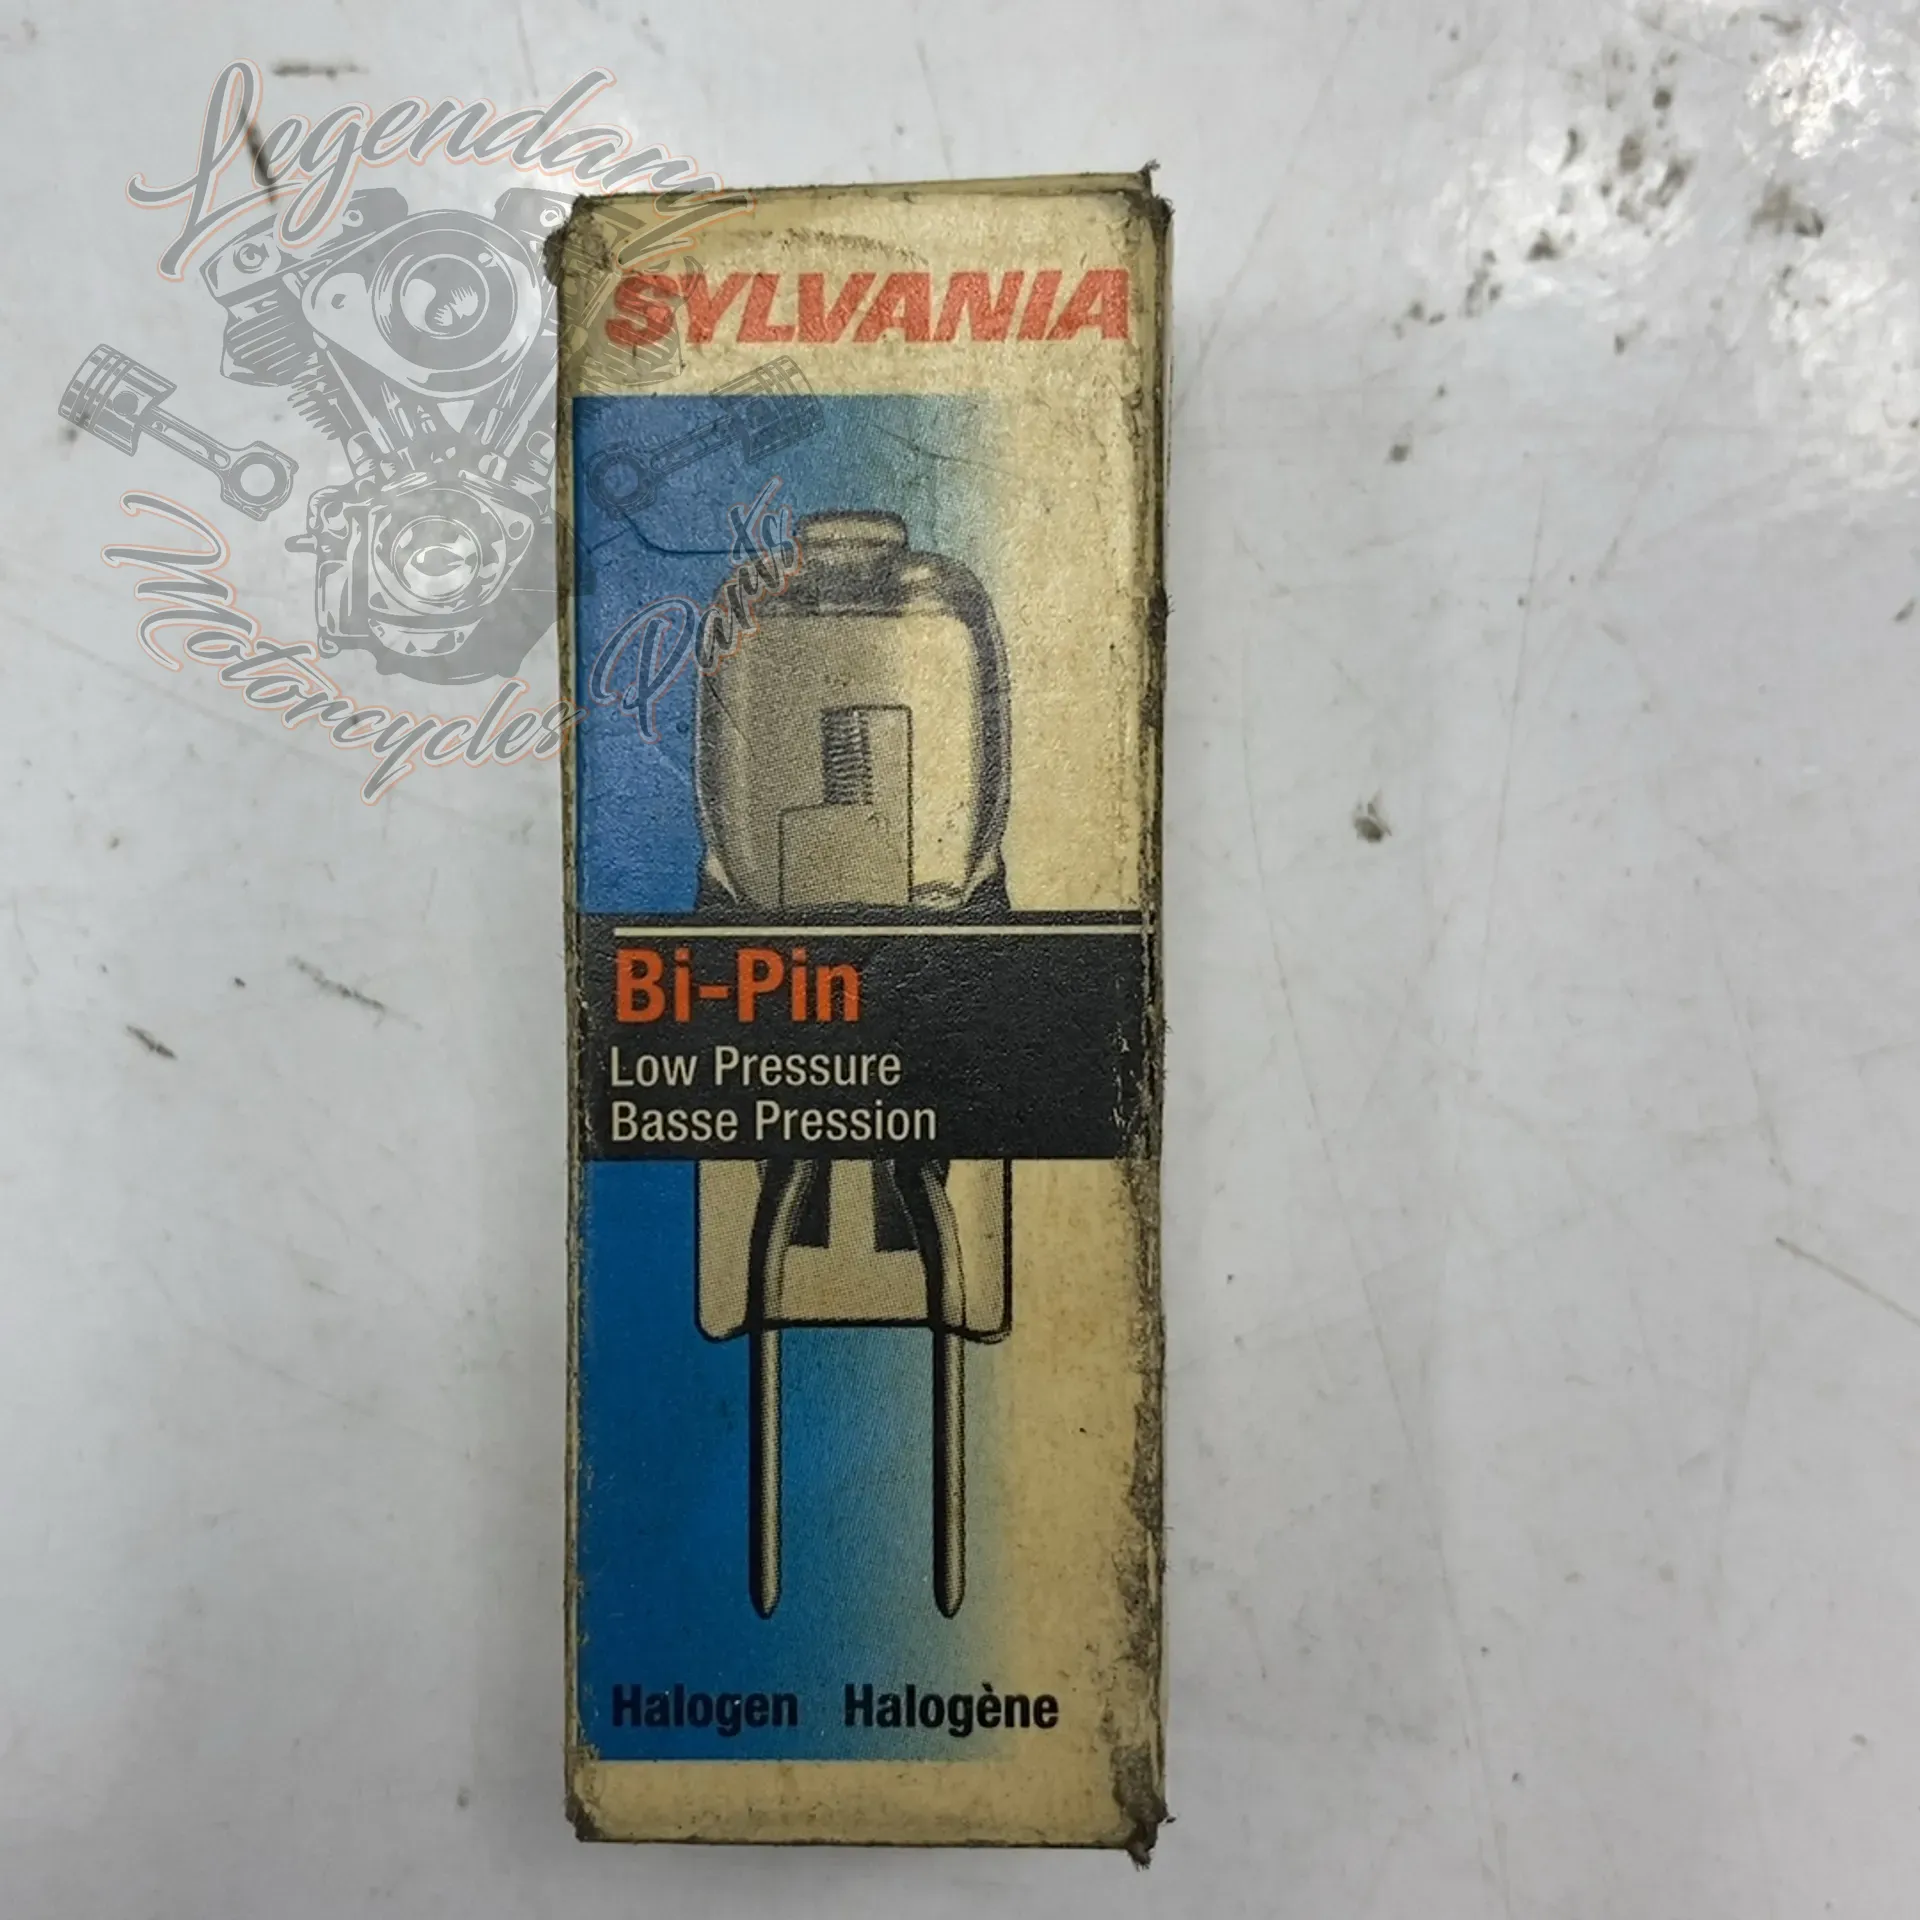 Legendary
Motorcycles Parts
SYLVANIA
Bi-Pin
Low Pressure
Basse Pression
Halogen Halogène